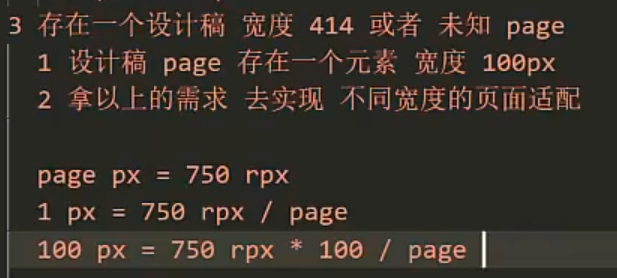 3 存在一个设计稿 宽度 414 或者 未知 page
1 设计稿 page 存在一个元素 宽度 100px
2 拿以上的需求 去实现 不同宽度的页面适配
page px = 750 rpx
1 px = 750 rpx / page
100 px = 750 rpx * 100 / page